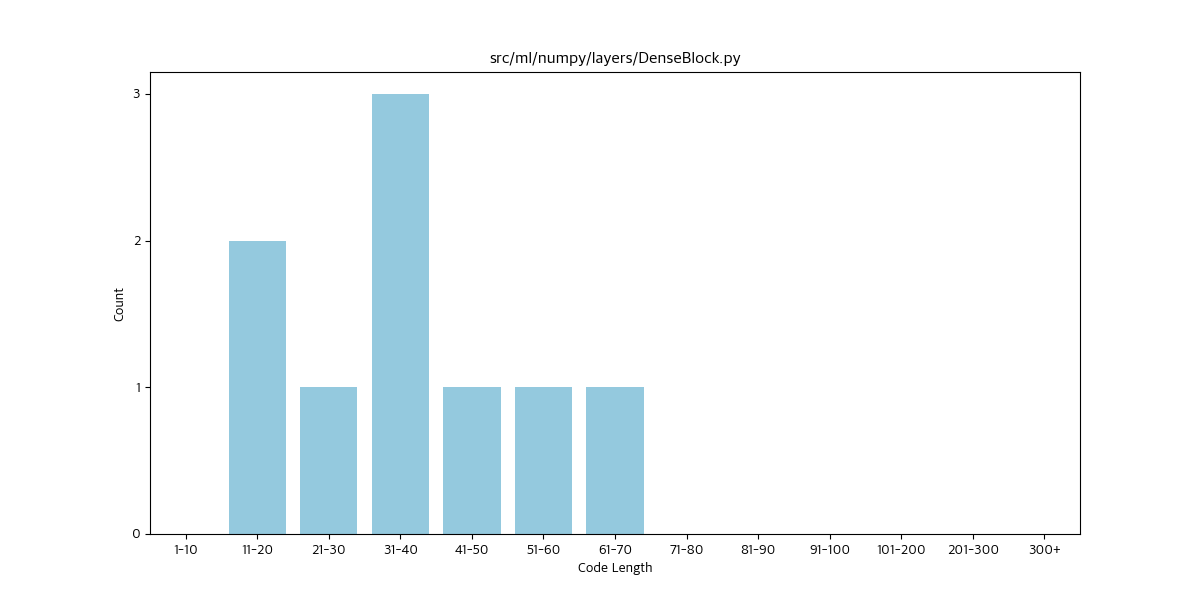 src/ml/numpy/layers/DenseBlock.py
3
2
1
0
Count
1-10 11-20 21-30 31-40 41-50 51-60 61-70 71-80 81-90 91-100 101-200 201-300 300+
Code Length